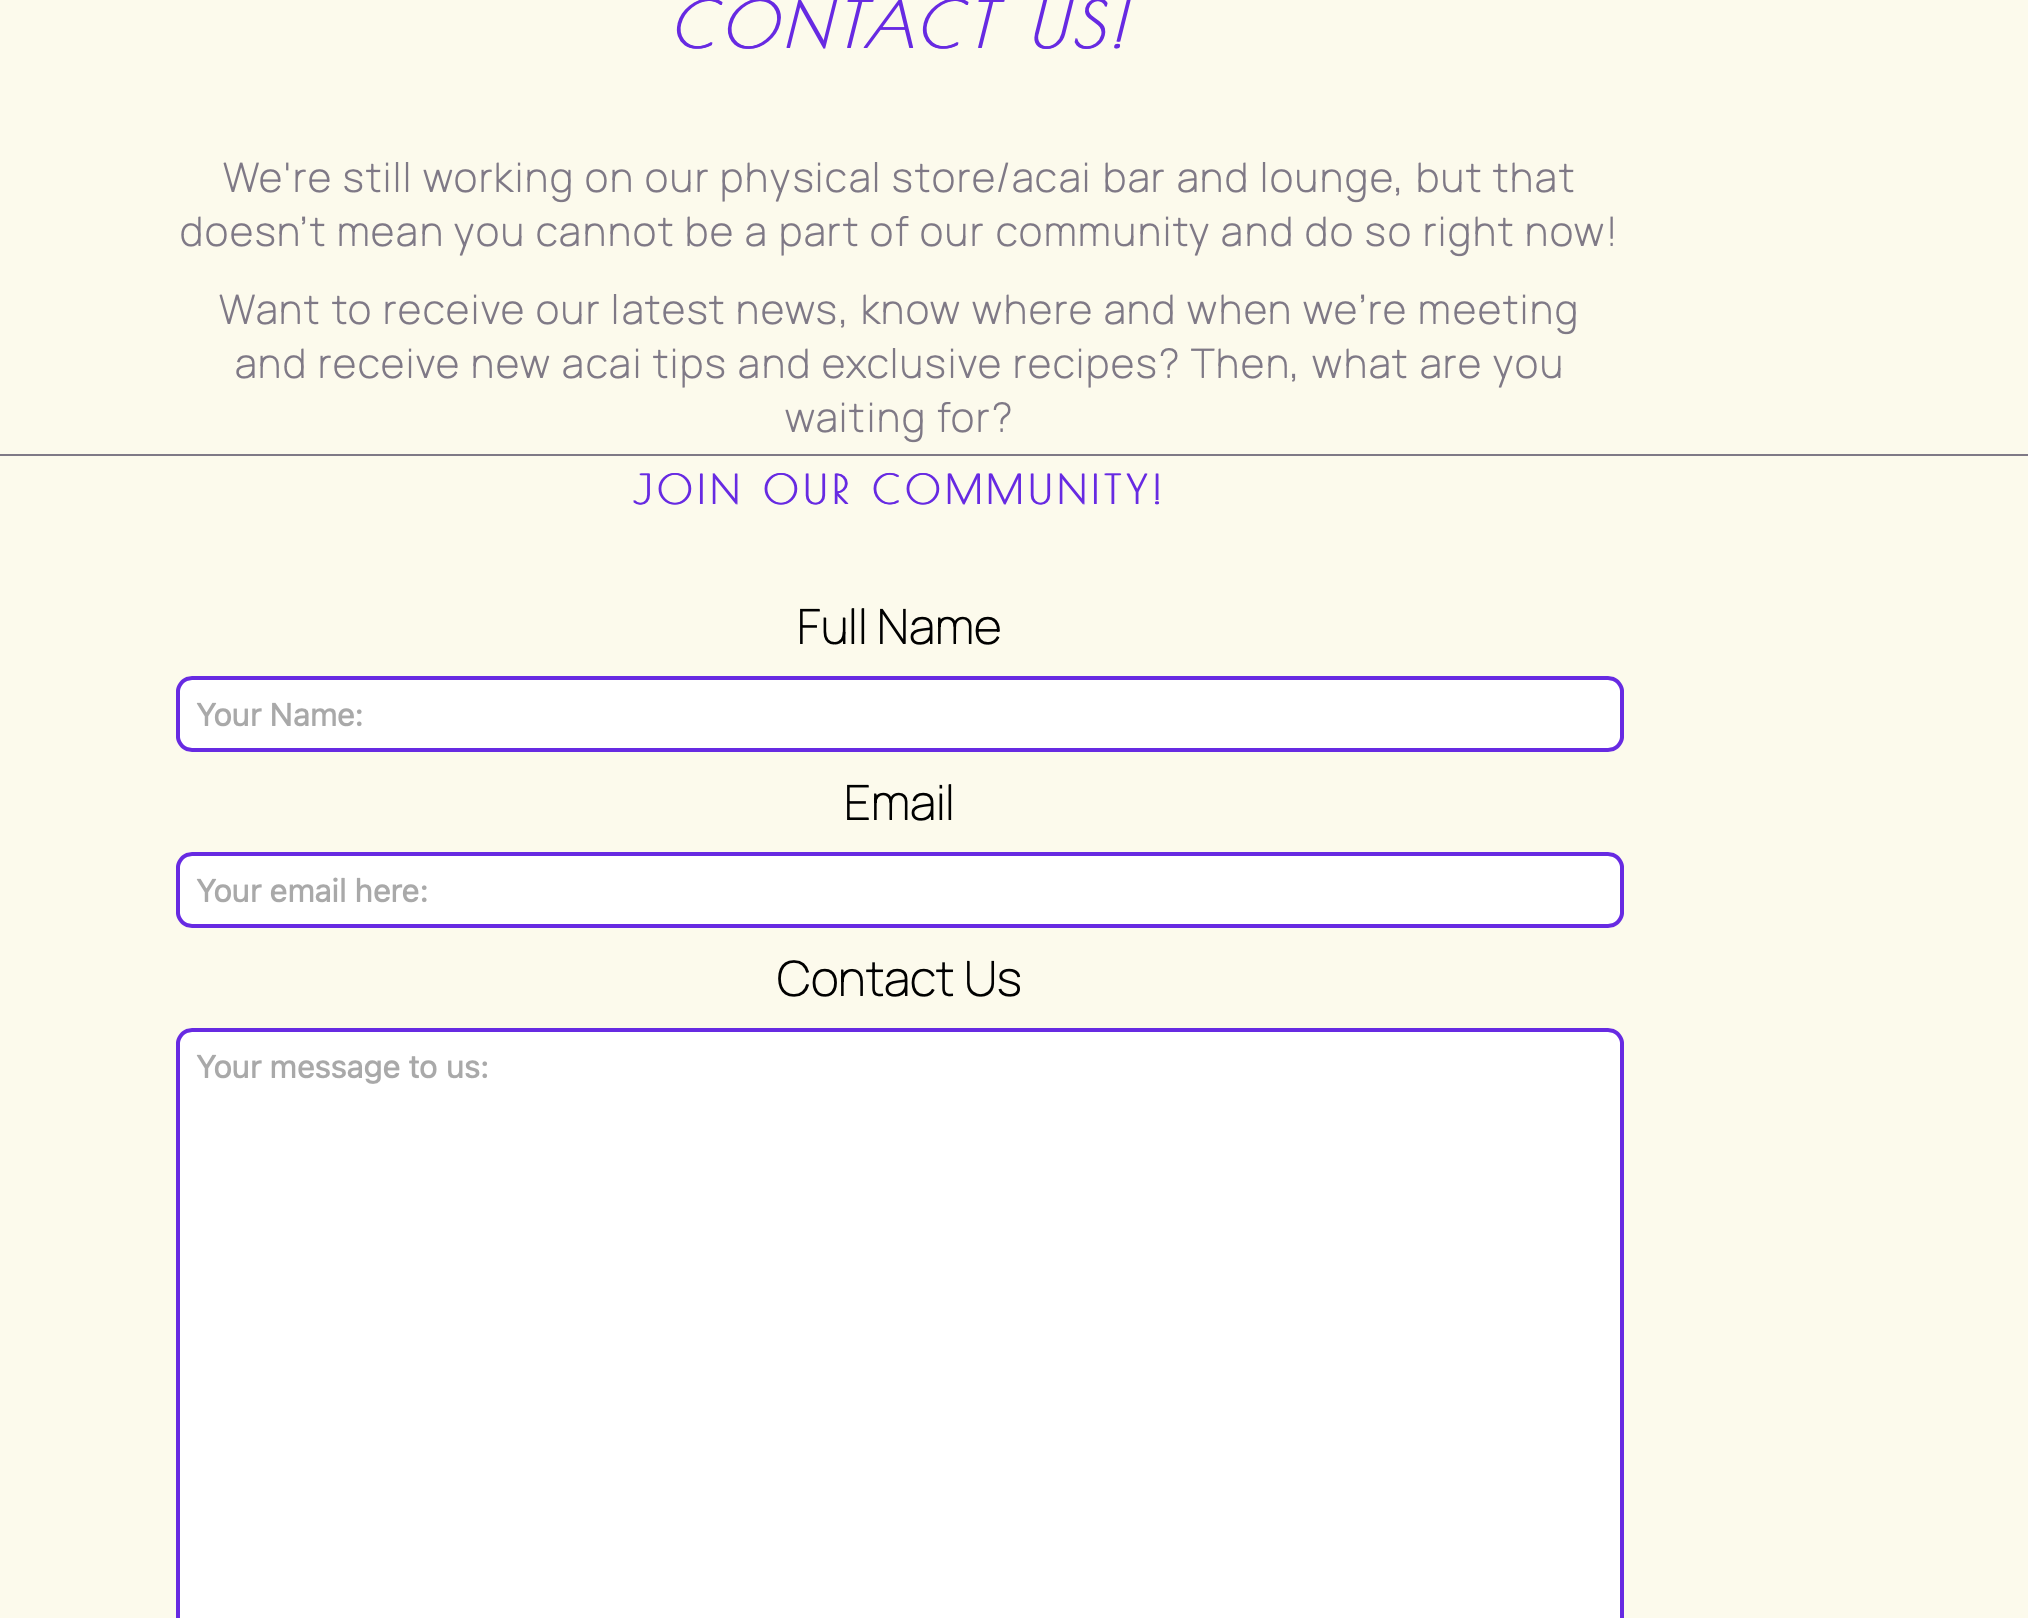 CONTACT US!
We're still working on our physical store/acai bar and lounge, but that
doesn’t mean you cannot be a part of our community and do so right now!
Want to receive our latest news, know where and when we’re meeting
and receive new acai tips and exclusive recipes? Then, what are you
waiting for?
JOIN OUR COMMUNITY!
Full Name
Your Name:
Email
Your email here:
Contact Us
Your message to us: